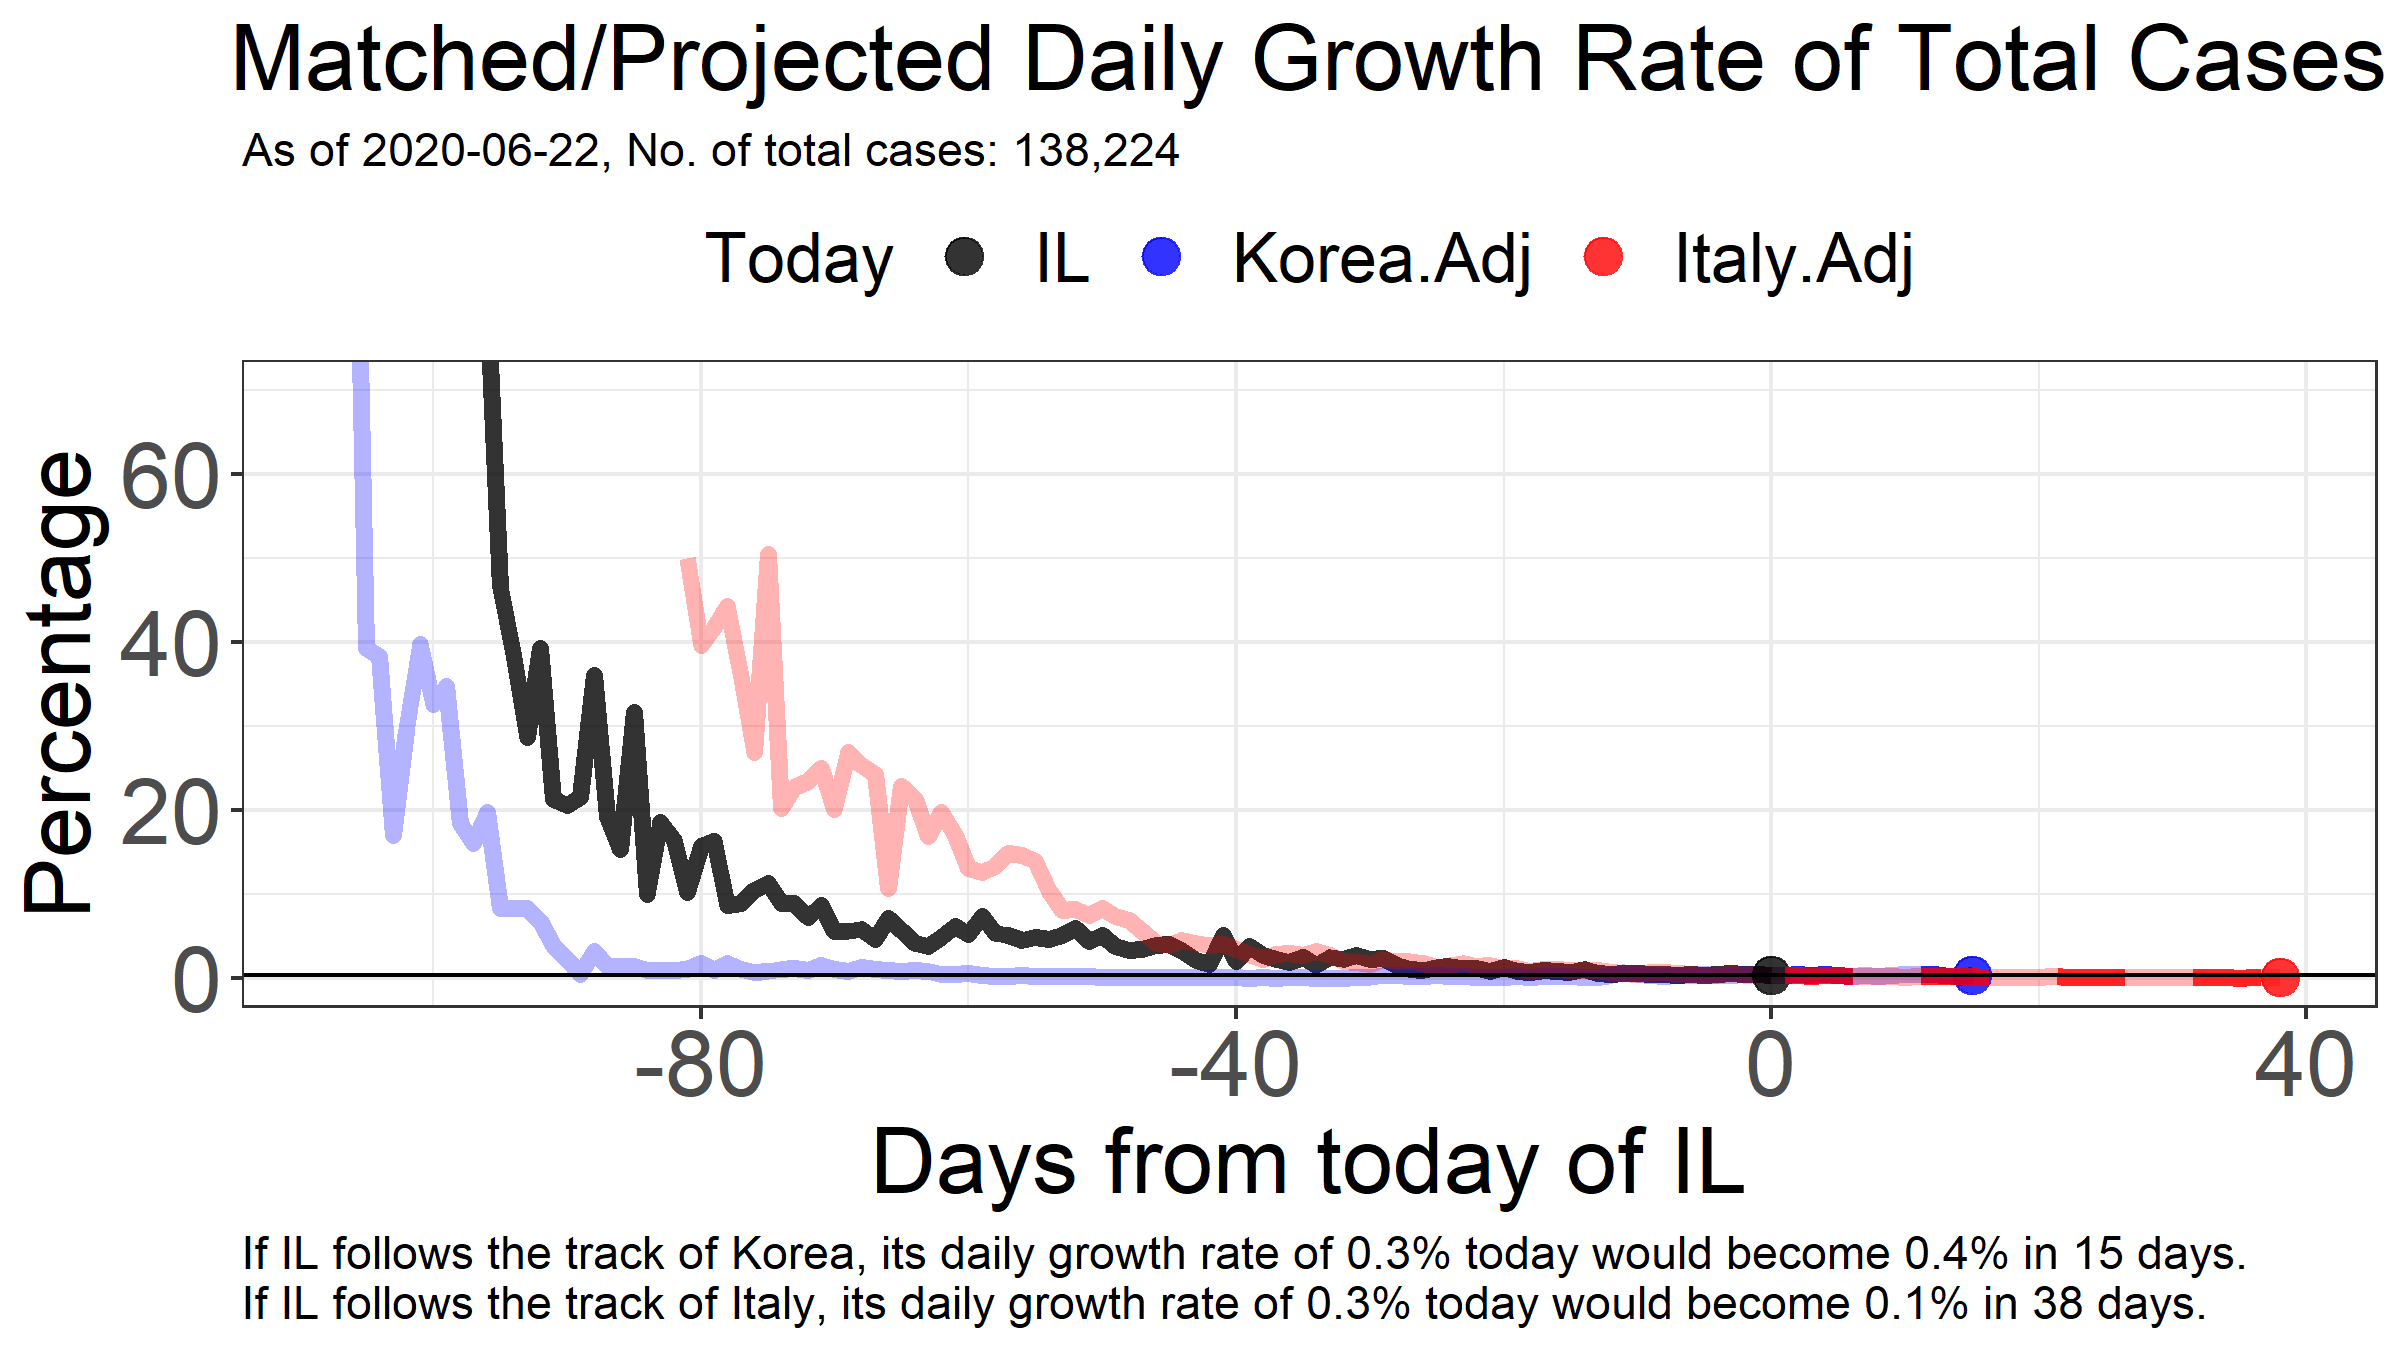 Matched/Projected Daily Growth Rate of Total Cases
As of 2020-06-22, No. of total cases: 138,224
Today IL Korea.Adj Italy.Adj
Percentage
60
40
20
0
-80 -40 0 40
Days from today of IL
If IL follows the track of Korea, its daily growth rate of 0.3% today would become 0.4% in 15 days.
If IL follows the track of Italy, its daily growth rate of 0.3% today would become 0.1% in 38 days.